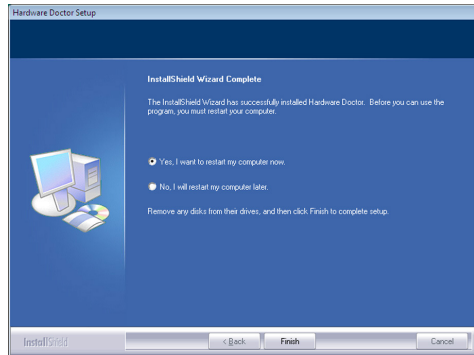 Hardware Doctor Setup
InstallShield Wizard Complete
The InstallShield Wizard has successfully installed Hardware Doctor. Before you can use the
program, you must restart your computer.
Yes, I want to restart my computer now.
No, I will restart my computer later.
Remove any disks from their drives, and then click Finish to complete setup.
InstallShield
< Back
Finish
Cancel